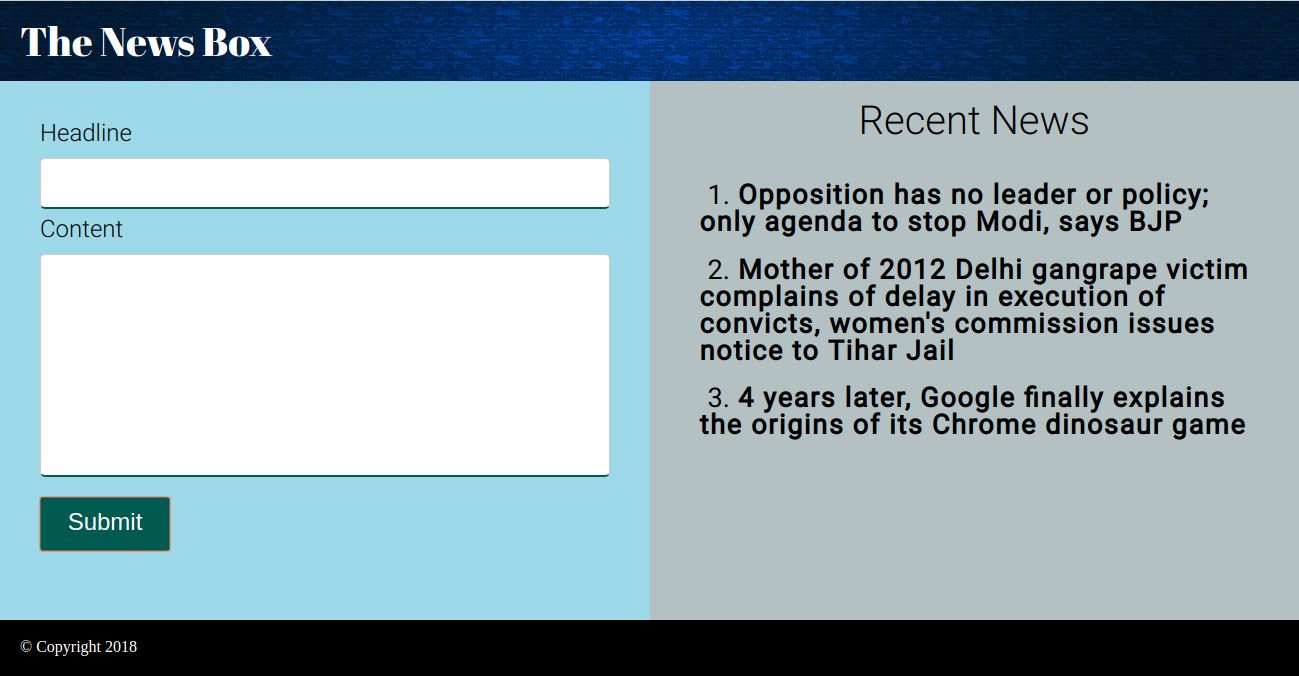 The News Box
Headline
Content
Submit
Recent News
1. Opposition has no leader or policy;
only agenda to stop Modi, says BJP
2. Mother of 2012 Delhi gangrape victim
complains of delay in execution of
convicts, women's commission issues
notice to Tihar Jail
3. 4 years later, Google finally explains
the origins of its Chrome dinosaur game
© Copyright 2018